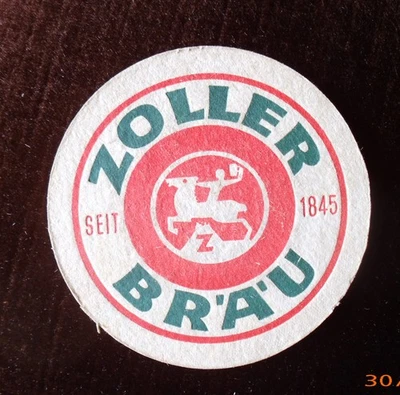 ZOLLER
SEIT
1845
Z
BRÄU
30/